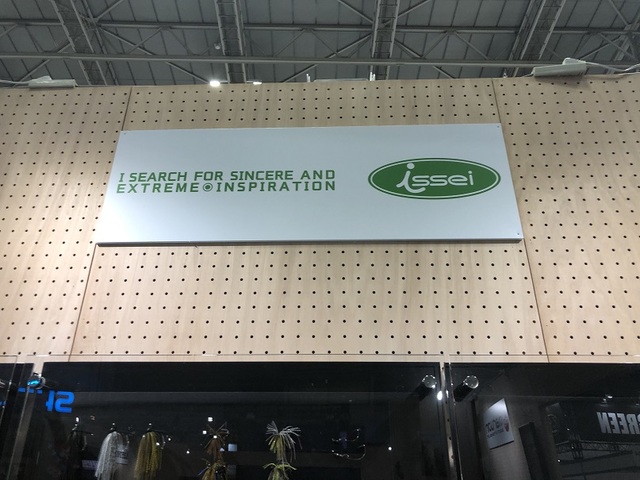 I SEARCH FOR SINCERE AND
EXTREME INSPIRATION
issei